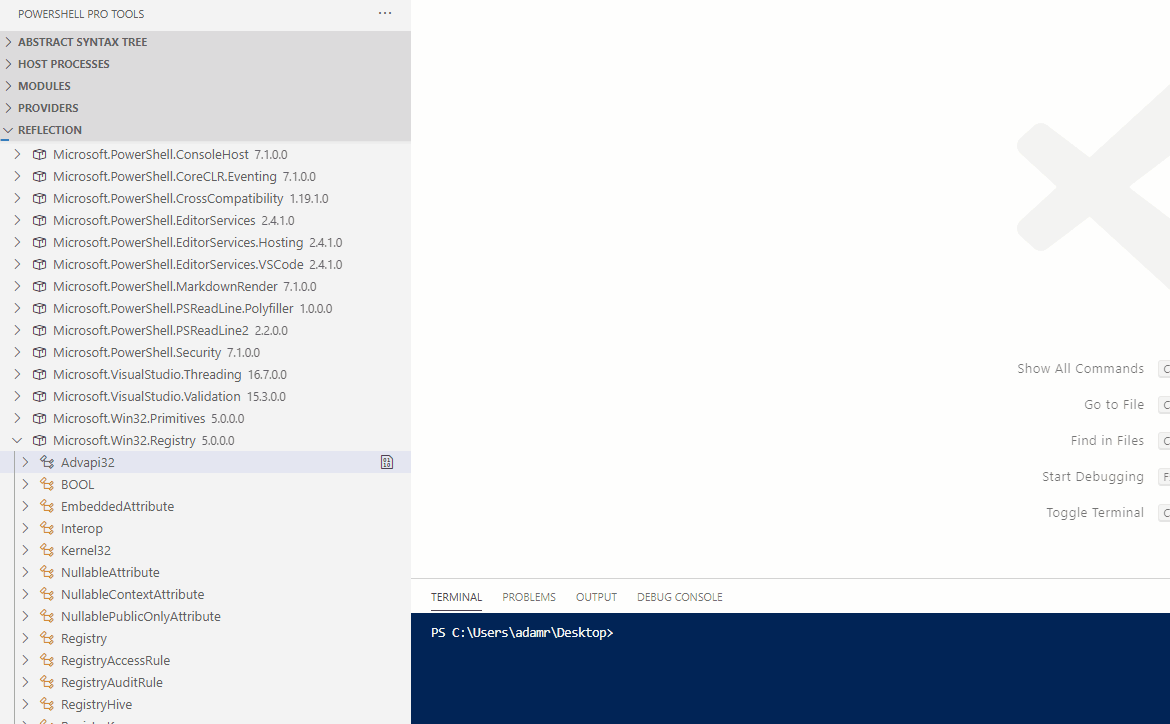 POWERSHELL PRO TOOLS
ABSTRACT SYNTAX TREE
HOST PROCESSES
MODULES
PROVIDERS
REFLECTION
Microsoft.PowerShell.ConsoleHost 7.1.0.0
Microsoft.PowerShell.CoreCLR.Eventing 7.1.0.0
Microsoft.PowerShell.CrossCompatibility 1.19.1.0
Microsoft.PowerShell.EditorServices 2.4.1.0
Microsoft.PowerShell.EditorServices.Hosting 2.4.1.0
Microsoft.PowerShell.EditorServices.VSCode 2.4.1.0
Microsoft.PowerShell.MarkdownRender 7.1.0.0
Microsoft.PowerShell.PSReadLine.Polyfiller 1.0.0.0
Microsoft.PowerShell.PSReadLine2 2.2.0.0
Microsoft.PowerShell.Security 7.1.0.0
Microsoft.VisualStudio.Threading 16.7.0.0
Microsoft.VisualStudio.Validation 15.3.0.0
Microsoft.Win32.Primitives 5.0.0.0
Microsoft.Win32.Registry 5.0.0.0
Advapi32
BOOL
EmbeddedAttribute
Interop
Kernel32
NullableAttribute
NullableContextAttribute
NullablePublicOnlyAttribute
Registry
RegistryAccessRule
RegistryAuditRule
RegistryHive
Show All Commands
Go to File
Find in Files
Start Debugging
Toggle Terminal
TERMINAL PROBLEMS OUTPUT DEBUG CONSOLE
PS C:\Users\adamr\Desktop>